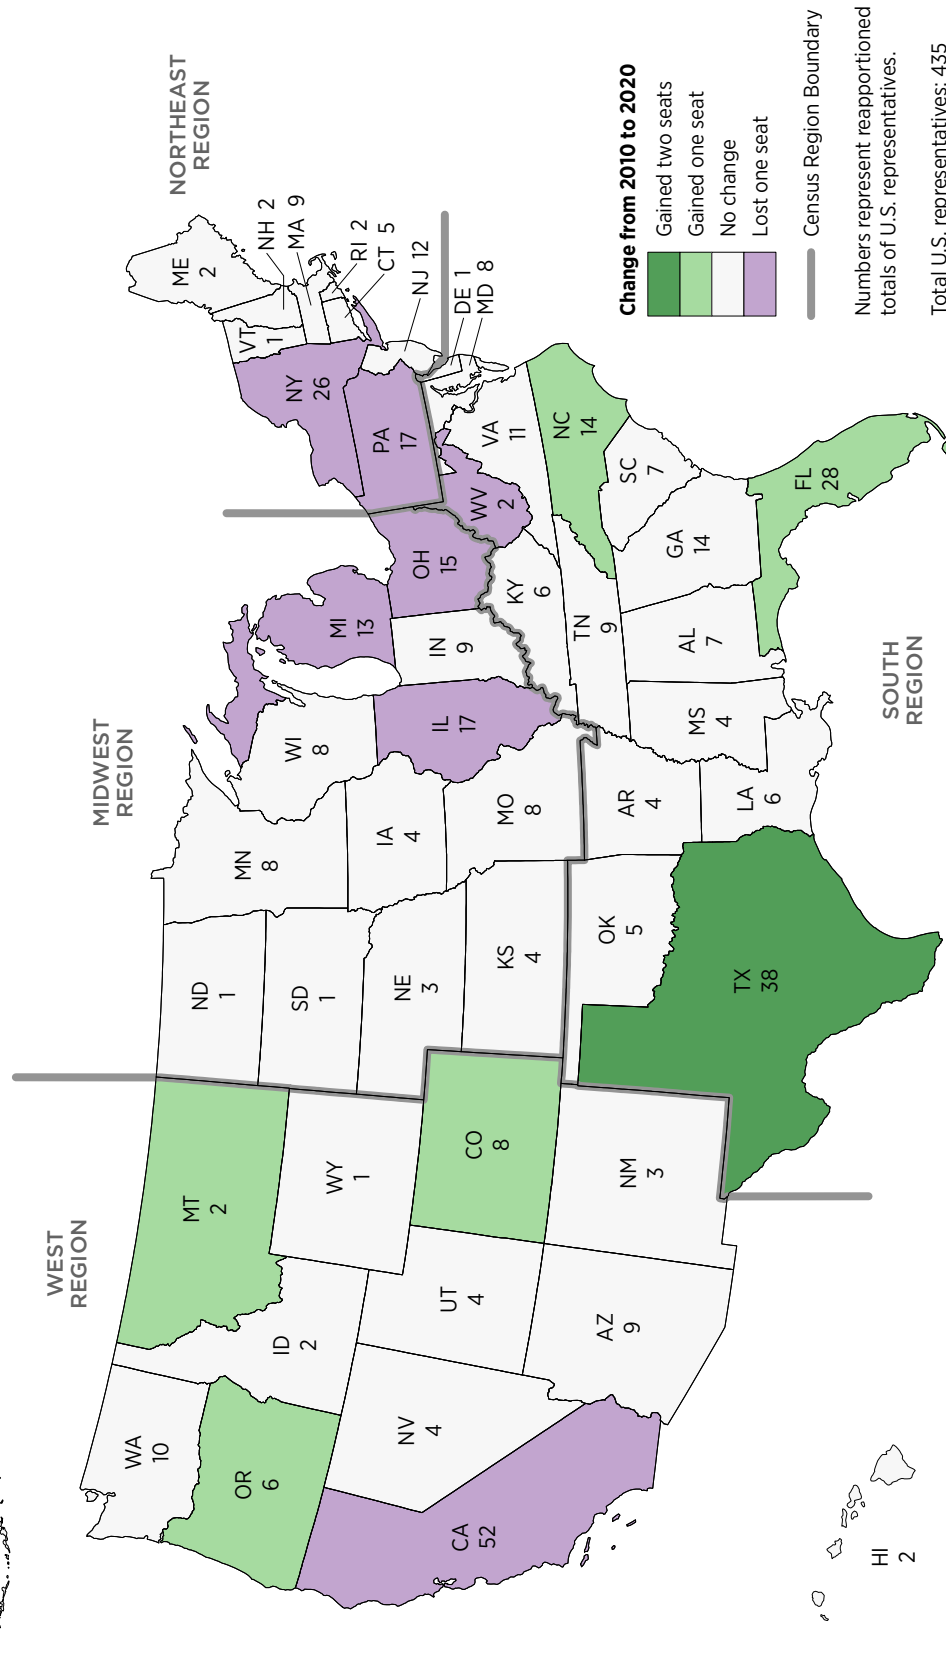 WEST
REGION
MIDWEST
REGION
NORTHEAST
REGION
SOUTH
REGION
WA
10
OR
6
CA
52
NV
4
ID
2
MT
2
WY
1
UT
4
AZ
9
CO
8
NM
3
HI
2
ND
1
SD
1
NE
3
KS
4
MN
8
IA
4
MO
8
WI
8
IL
17
MI
13
IN
9
OH
15
OK
5
TX
38
AR
4
LA
6
MS
4
AL
7
TN
9
KY
6
GA
14
FL
28
SC
7
NC
14
VA
11
WV
2
PA
17
NY
26
VT
1
ME
2
NH 2
MA 9
RI 2
CT 5
NJ 12
DE 1
MD 8
Change from 2010 to 2020
Gained two seats
Gained one seat
No change
Lost one seat
Census Region Boundary
Numbers represent reapportioned
totals of U.S. representatives.
Total U.S. representatives: 435